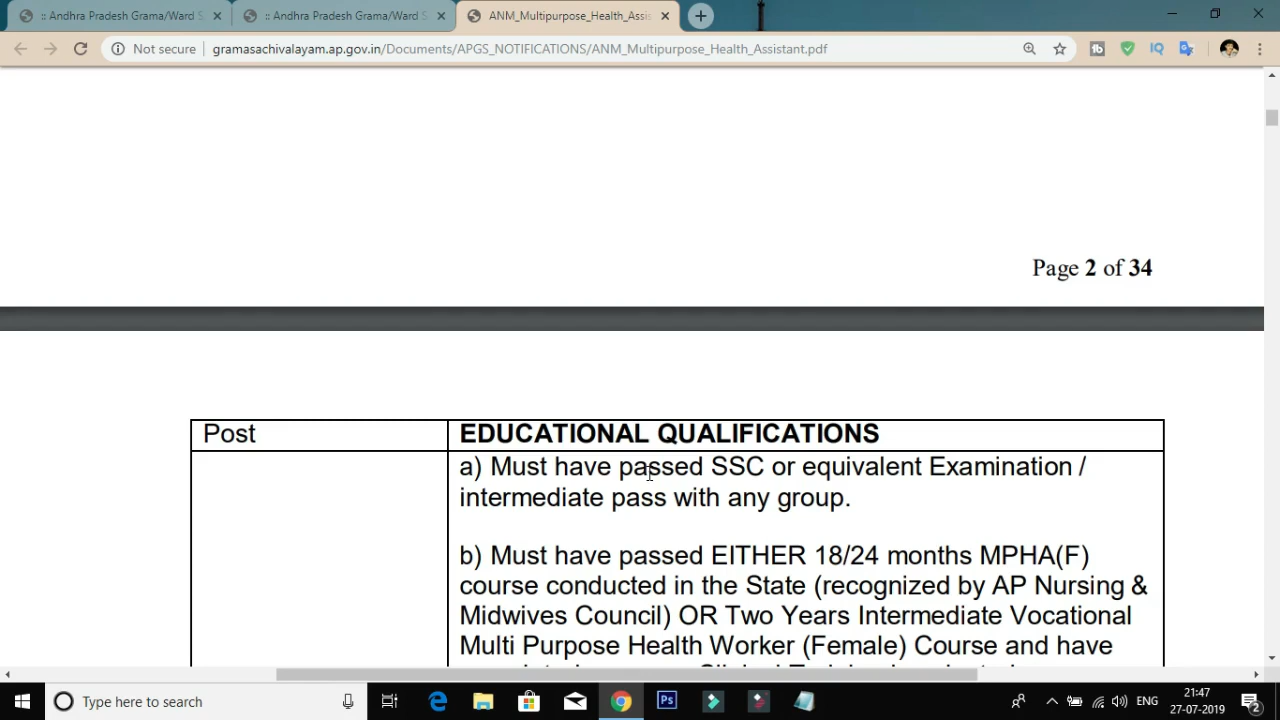 :: Andhra Pradesh Grama/Ward S
:: Andhra Pradesh Grama/Ward S
ANM_Multipurpose_Health_Assis
Not secure
gramasachivalayam.ap.gov.in/Documents/APGS_NOTIFICATIONS/ANM_Multipurpose_Health_Assistant.pdf
Page 2 of 34
Post
EDUCATIONAL QUALIFICATIONS
a) Must have passed SSC or equivalent Examination /
intermediate pass with any group.
b) Must have passed EITHER 18/24 months MPHA(F)
course conducted in the State (recognized by AP Nursing &
Midwives Council) OR Two Years Intermediate Vocational
Multi Purpose Health Worker (Female) Course and have
Type here to search
Ps
ENG
21:47
27-07-2019
2